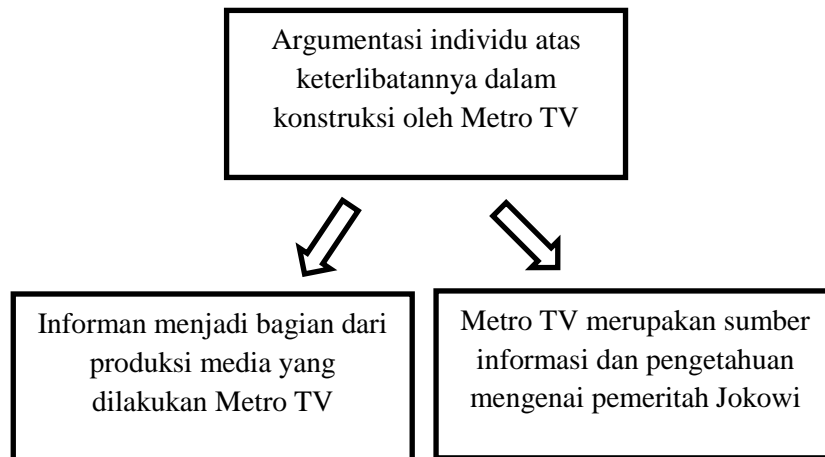 Argumentasi individu atas
keterlibatannya dalam
konstruksi oleh Metro TV
Informan menjadi bagian dari
produksi media yang
dilakukan Metro TV
Metro TV merupakan sumber
informasi dan pengetahuan
mengenai pemeritah Jokowi